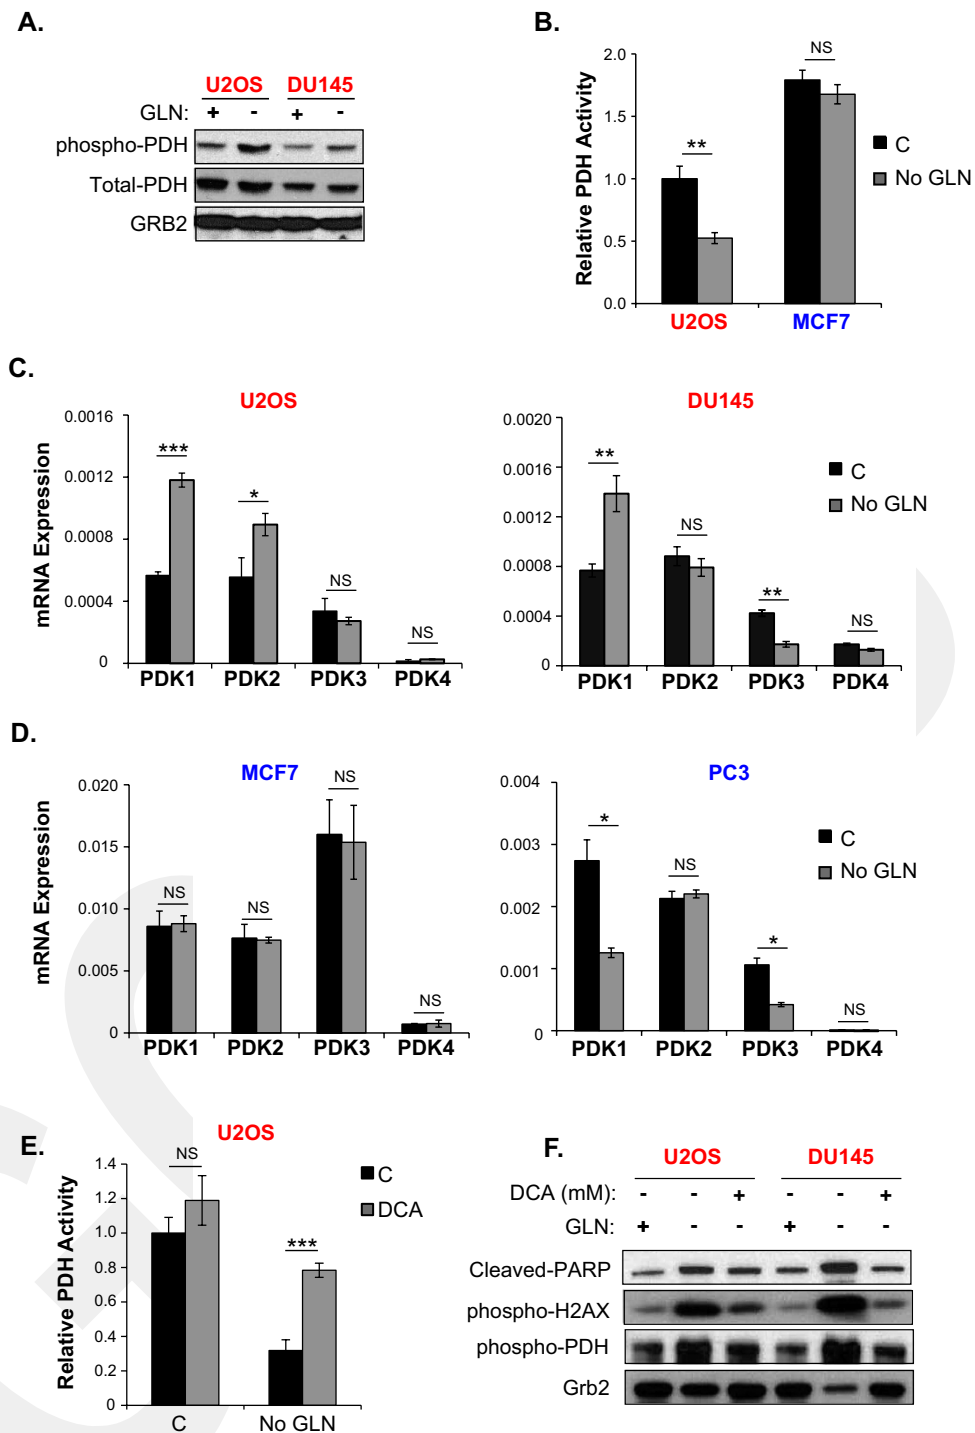 A.
U2OS DU145
GLN: + - + -
phospho-PDH
Total-PDH
GRB2
B.
Relative PDH Activity
2.0
1.5
1.0
0.5
0.0
**
NS
C
No GLN
U2OS MCF7
C.
U2OS
mRNA Expression
0.0016
0.0012
0.0008
0.0004
0
***
*
NS
NS
PDK1 PDK2 PDK3 PDK4
DU145
0.0020
0.0016
0.0012
0.0008
0.0004
0
**
NS
**
NS
C
No GLN
PDK1 PDK2 PDK3 PDK4
D.
MCF7
mRNA Expression
0.020
0.015
0.010
0.005
0
NS
NS
NS
NS
PDK1 PDK2 PDK3 PDK4
PC3
0.004
0.003
0.002
0.001
0
*
NS
*
NS
C
No GLN
PDK1 PDK2 PDK3 PDK4
E.
U2OS
Relative PDH Activity
1.4
1.2
1.0
0.8
0.6
0.4
0.2
0
NS
***
C
DCA
C No GLN
F.
U2OS DU145
DCA (mM): - - + - - +
GLN: + - - + - -
Cleaved-PARP
phospho-H2AX
phospho-PDH
Grb2